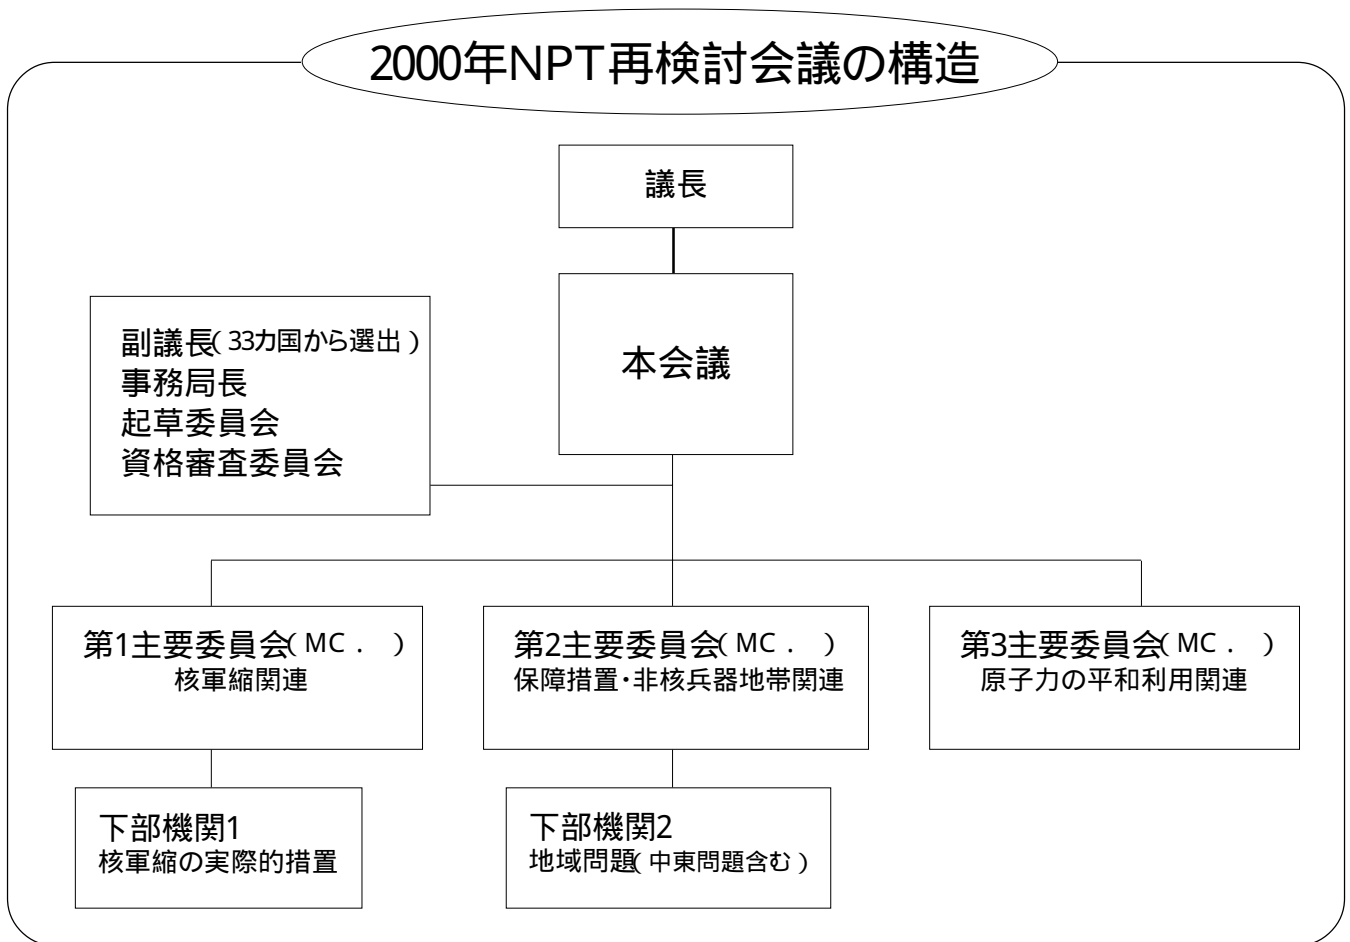 2000年NPT再検討会議の構造
議長
本会議
副議長(33カ国から選出)
事務局長
起草委員会
資格審査委員会
第1主要委員会(MC. )
核軍縮関連
第2主要委員会(MC. )
保障措置・非核兵器地帯関連
第3主要委員会(MC. )
原子力の平和利用関連
下部機関1
核軍縮の実際的措置
下部機関2
地域問題(中東問題含む)